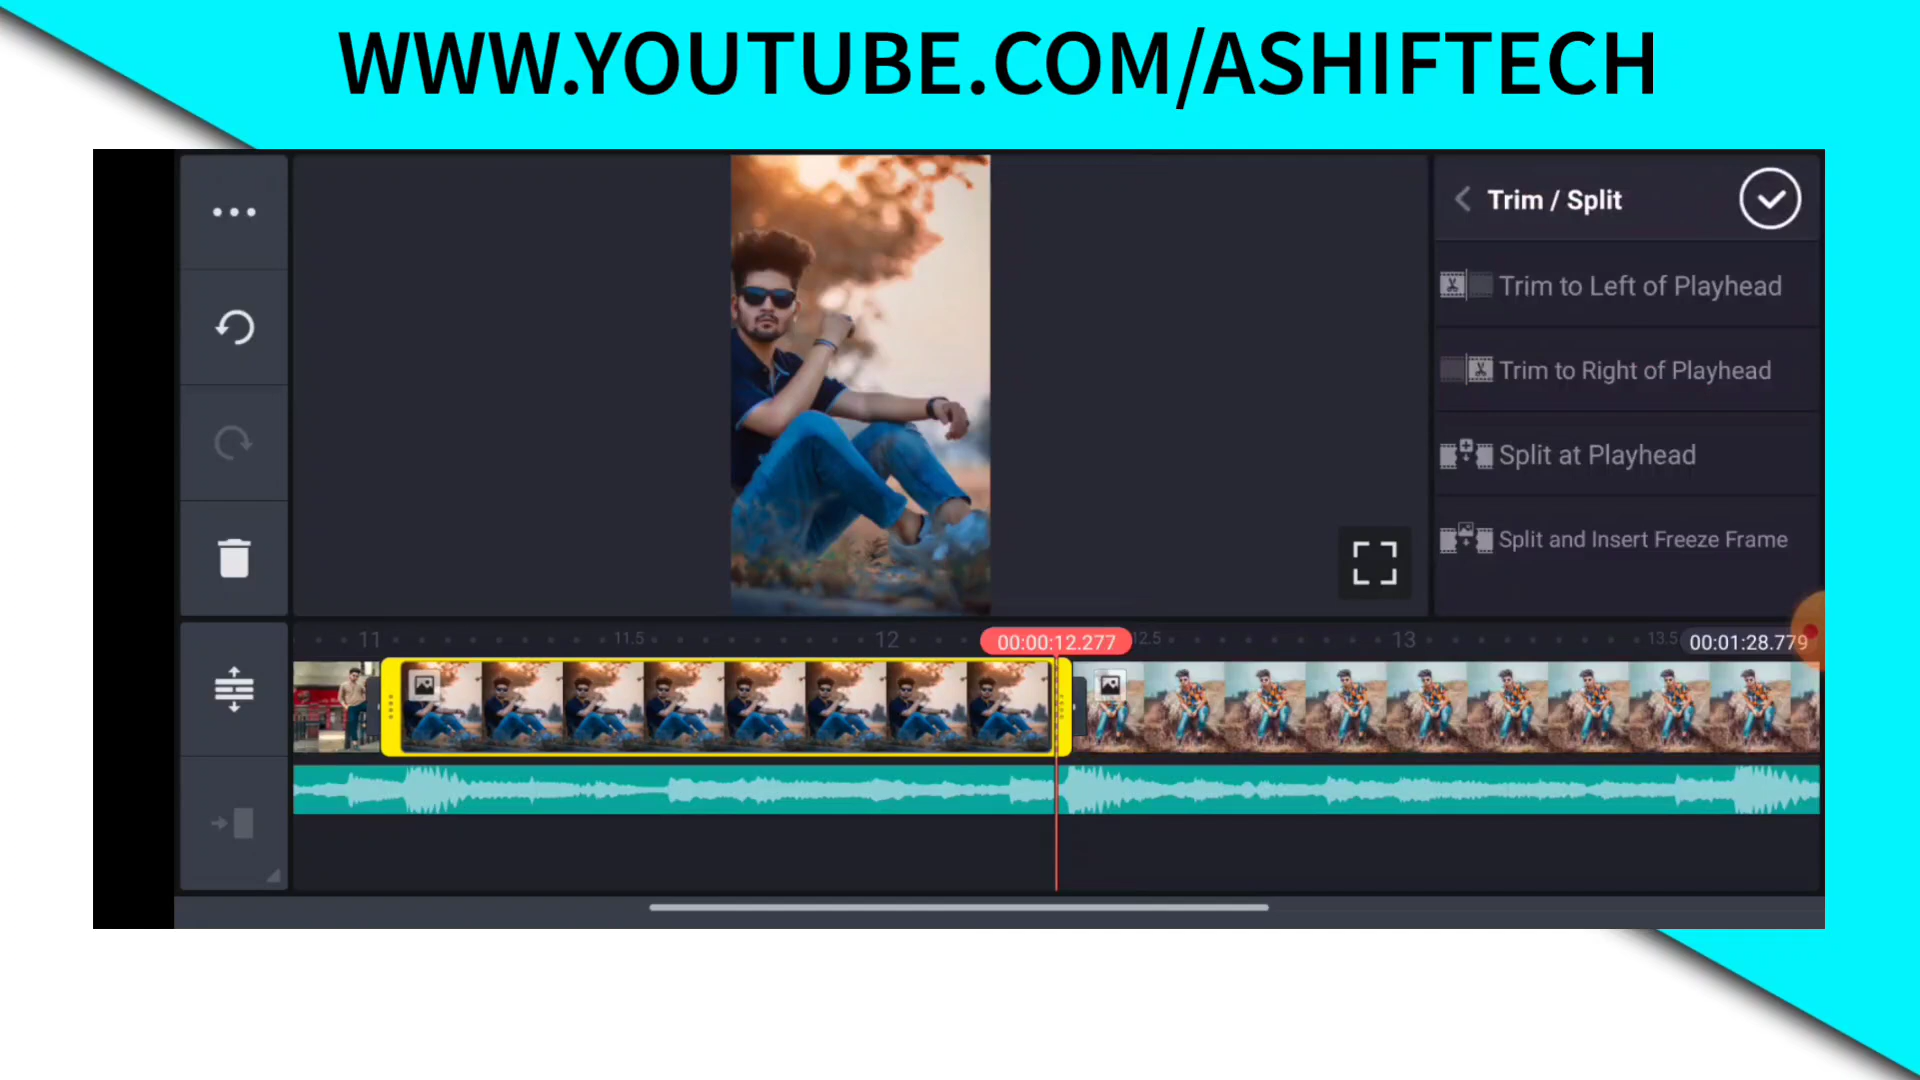 WWW.YOUTUBE.COM/ASHIFTECH
Trim / Split
Trim to Left of Playhead
Trim to Right of Playhead
Split at Playhead
Split and Insert Freeze Frame
11 11.5 12 00:00:12.277 12.5 13 13.5 00:01:28.779